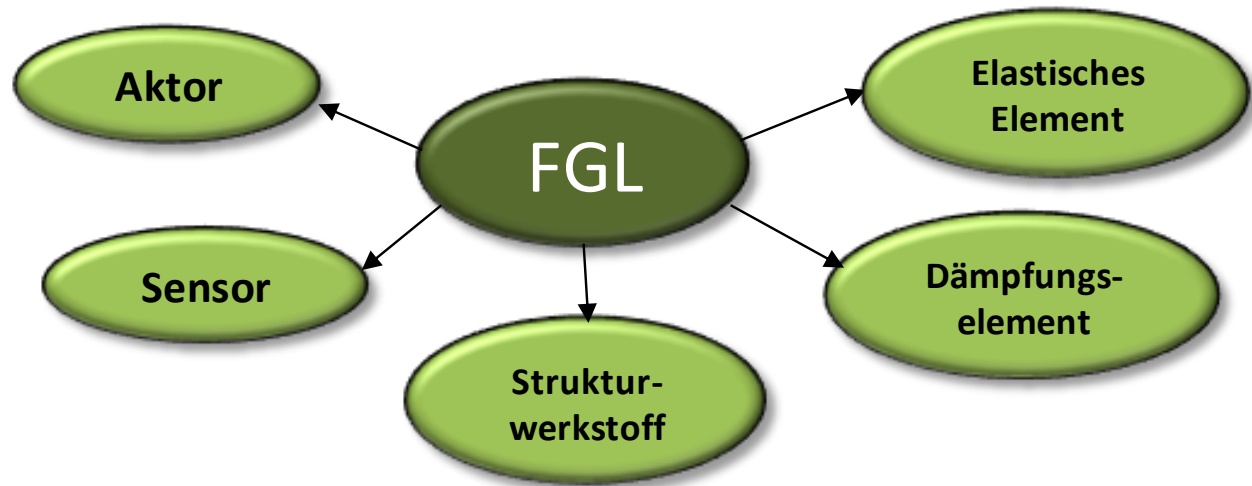 Aktor
FGL
Elastisches
Element
Sensor
Dämpfungs-
element
Struktur-
werkstoff